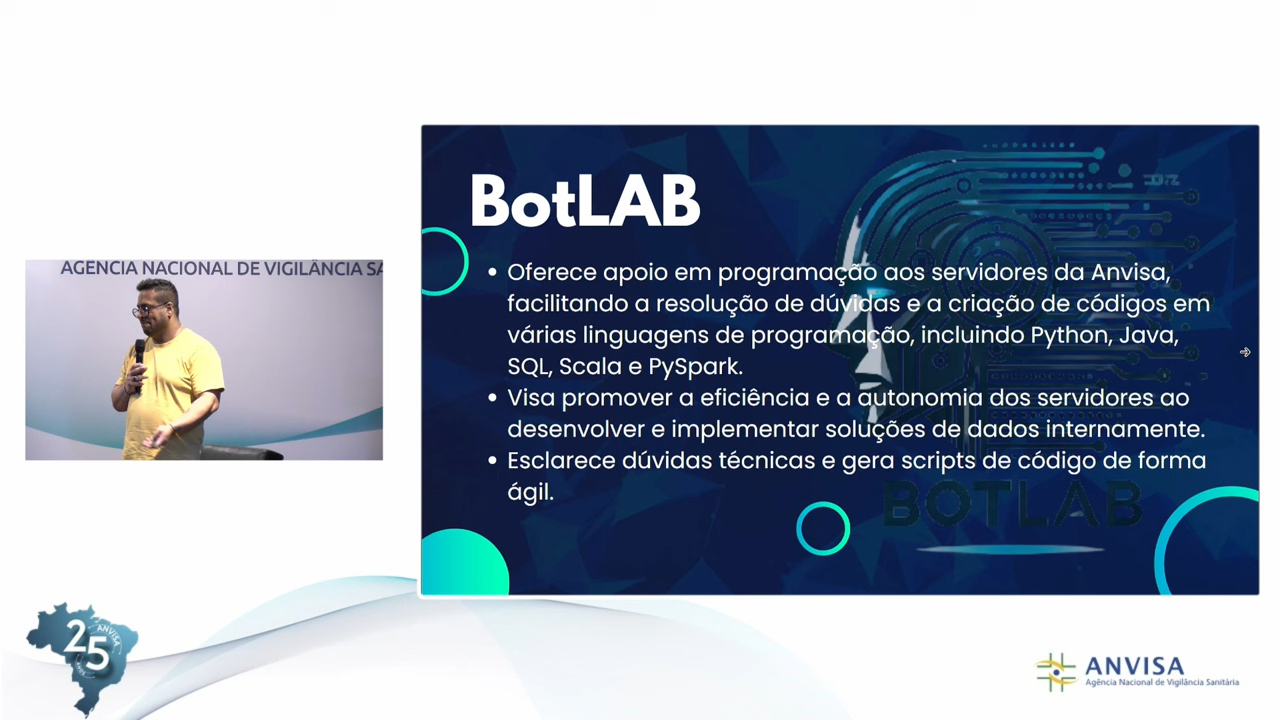 AGENCIA NACIONAL DE VIGILÂNCIA SA
BotLAB
• Oferece apoio em programação aos servidores da Anvisa,
facilitando a resolução de dúvidas e a criação de códigos em
várias linguagens de programação, incluindo Python, Java,
SQL, Scala e PySpark.
• Visa promover a eficiência e a autonomia dos servidores ao
desenvolver e implementar soluções de dados internamente.
• Esclarece dúvidas técnicas e gera scripts de código de forma
ágil.
BOTLAB
25
ANVISA
ANOS
ANVISA
Agência Nacional de Vigilância Sanitária